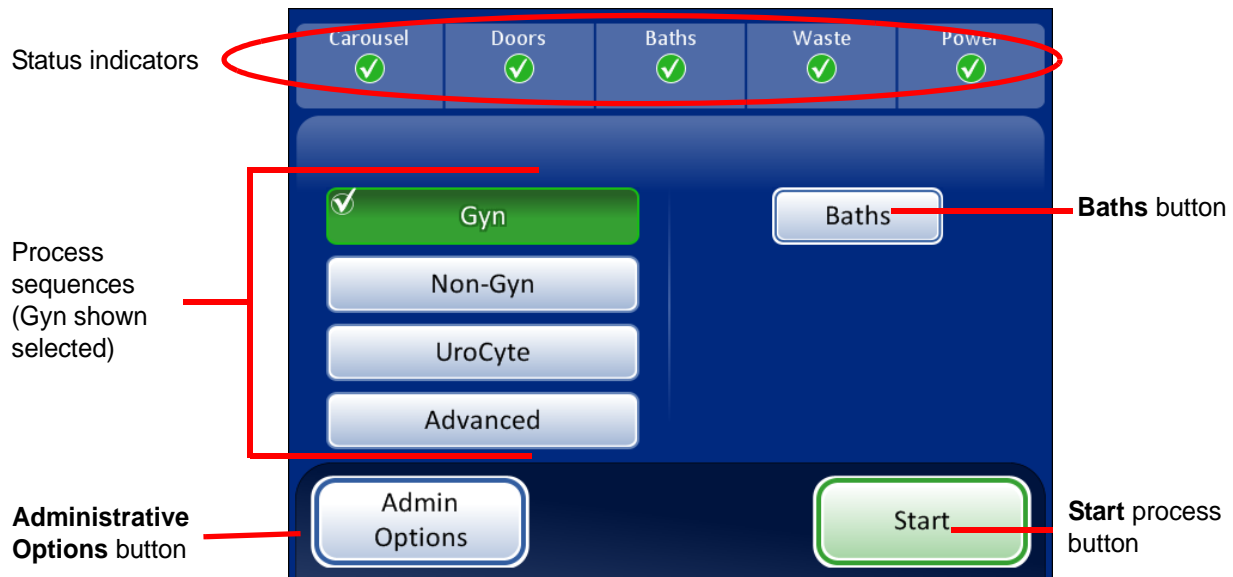 Carousel Doors Baths Waste Power
Status indicators
Gyn
Baths
Baths button
Non-Gyn
Process
sequences
(Gyn shown
selected)
UroCyte
Advanced
Administrative
Options button
Admin
Options
Start
Start process
button